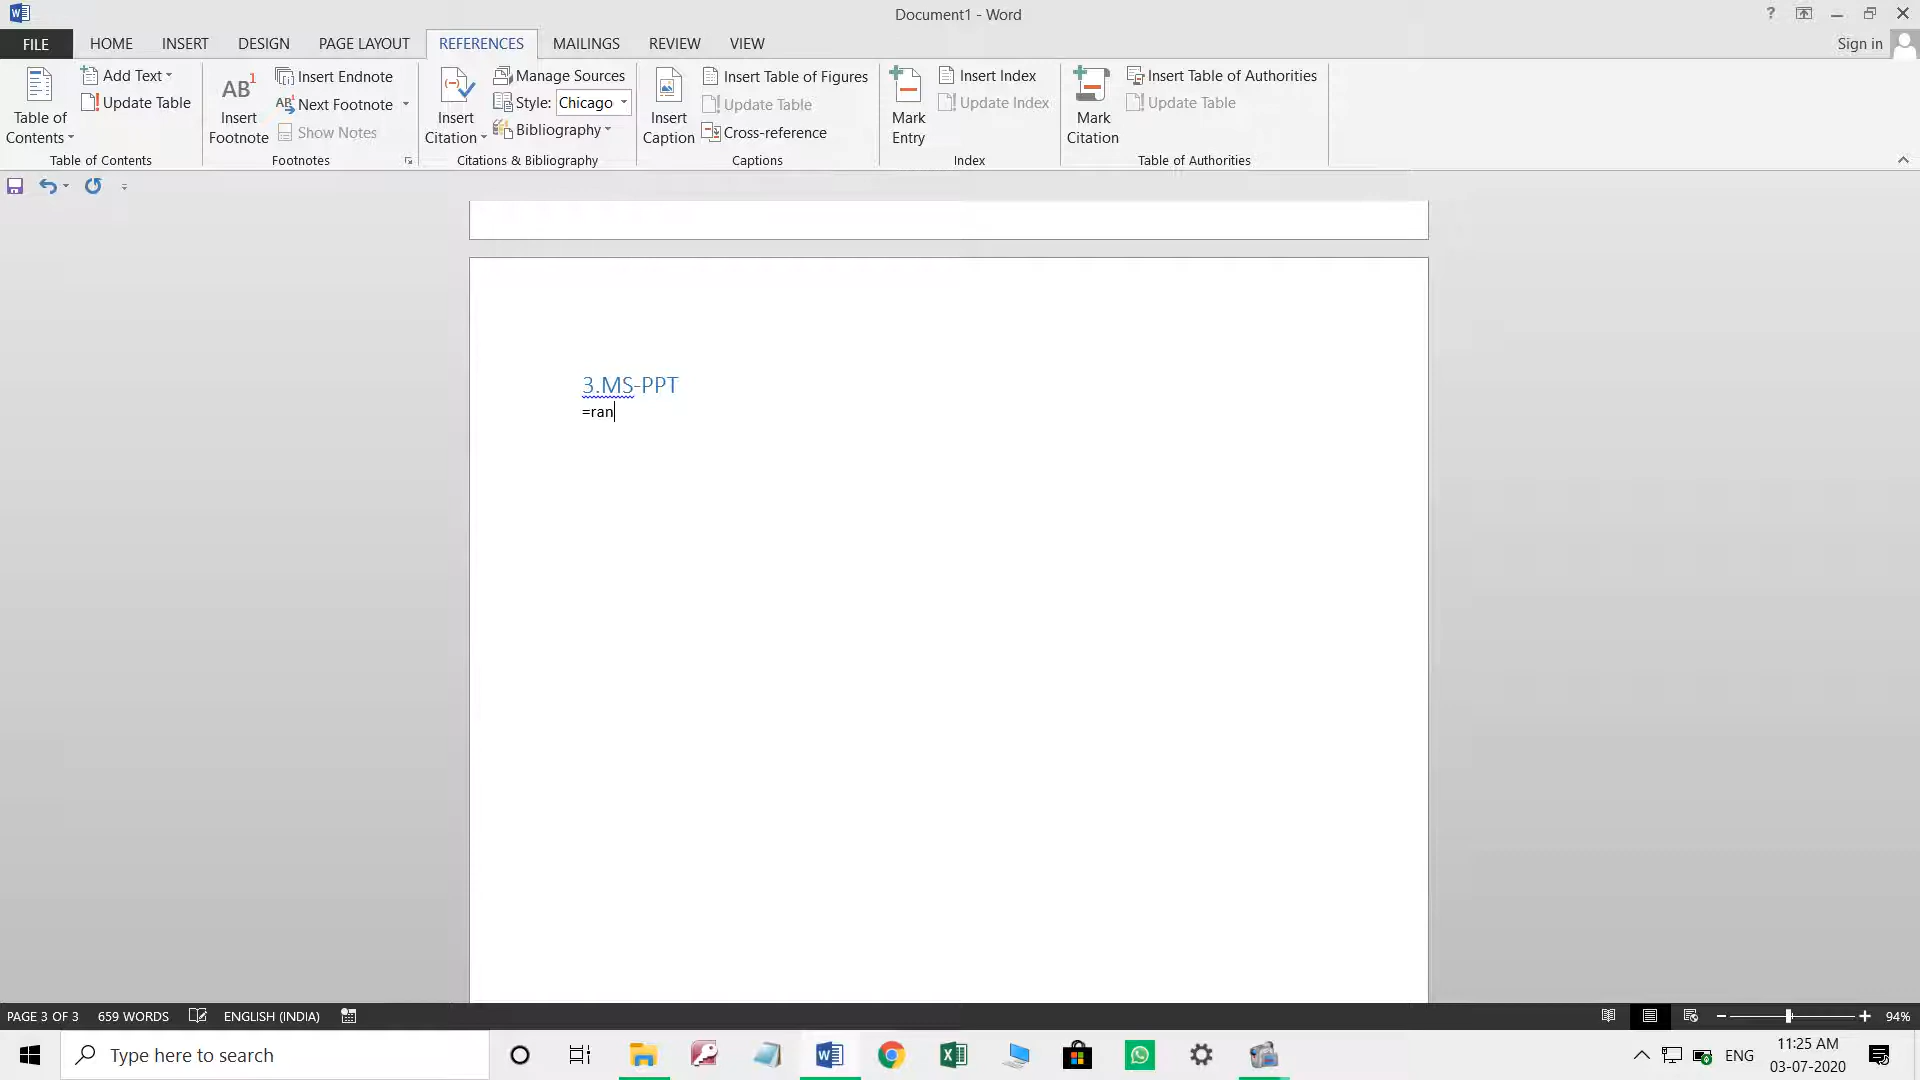 Document1 - Word
?
FILE HOME INSERT DESIGN PAGE LAYOUT REFERENCES MAILINGS REVIEW VIEW Sign in
Table of Contents
Add Text
Update Table
Table of Contents
AB1 Insert Footnote
Insert Endnote
AB Next Footnote
Show Notes
Footnotes
Insert Citation
Manage Sources
Style: Chicago
Bibliography
Citations & Bibliography
Insert Caption
Insert Table of Figures
Update Table
Cross-reference
Captions
Mark Entry
Insert Index
Update Index
Index
Mark Citation
Insert Table of Authorities
Update Table
Table of Authorities
3.MS-PPT
=ran
PAGE 3 OF 3 659 WORDS ENGLISH (INDIA) 94%
Type here to search
ENG
11:25 AM
03-07-2020